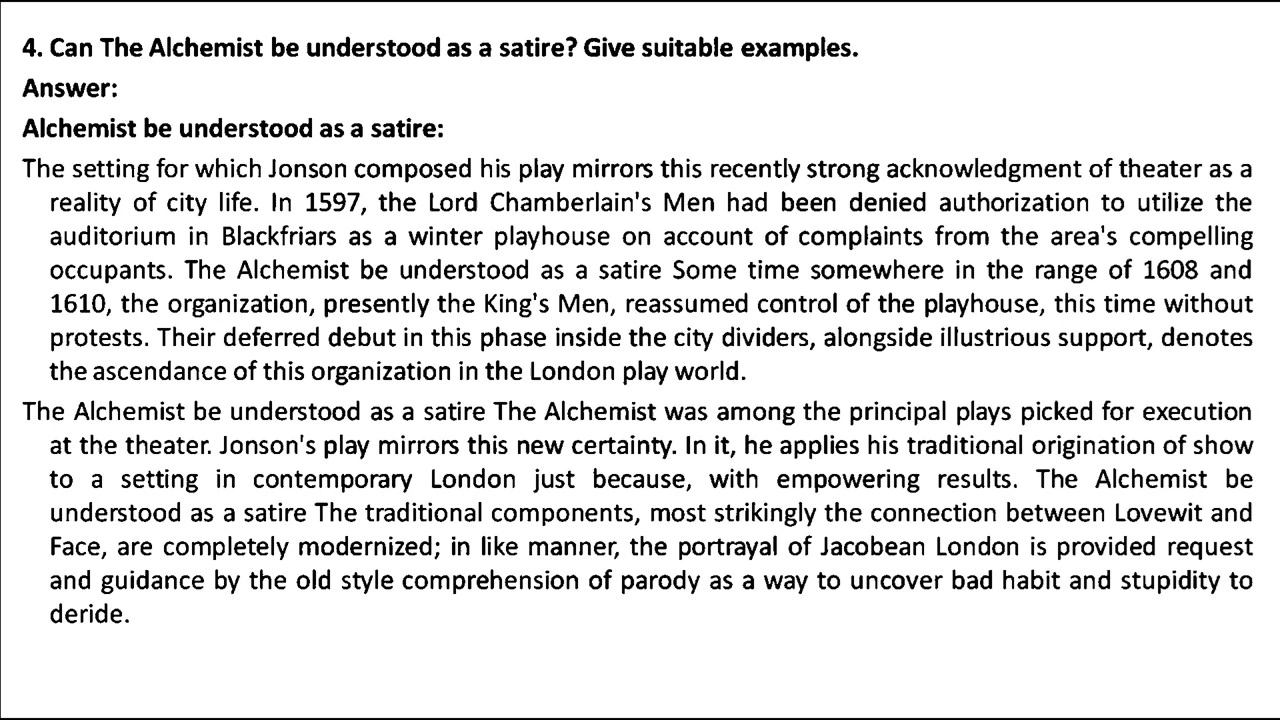 4. Can The Alchemist be understood as a satire? Give suitable examples.
Answer:
Alchemist be understood as a satire:
The setting for which Jonson composed his play mirrors this recently strong acknowledgment of theater as a
reality of city life. In 1597, the Lord Chamberlain's Men had been denied authorization to utilize the
auditorium in Blackfriars as a winter playhouse on account of complaints from the area's compelling
occupants. The Alchemist be understood as a satire Some time somewhere in the range of 1608 and
1610, the organization, presently the King's Men, reassumed control of the playhouse, this time without
protests. Their deferred debut in this phase inside the city dividers, alongside illustrious support, denotes
the ascendance of this organization in the London play world.
The Alchemist be understood as a satire The Alchemist was among the principal plays picked for execution
at the theater. Jonson's play mirrors this new certainty. In it, he applies his traditional origination of show
to a setting in contemporary London just because, with empowering results. The Alchemist be
understood as a satire The traditional components, most strikingly the connection between Lovewit and
Face, are completely modernized; in like manner, the portrayal of Jacobean London is provided request
and guidance by the old style comprehension of parody as a way to uncover bad habit and stupidity to
deride.